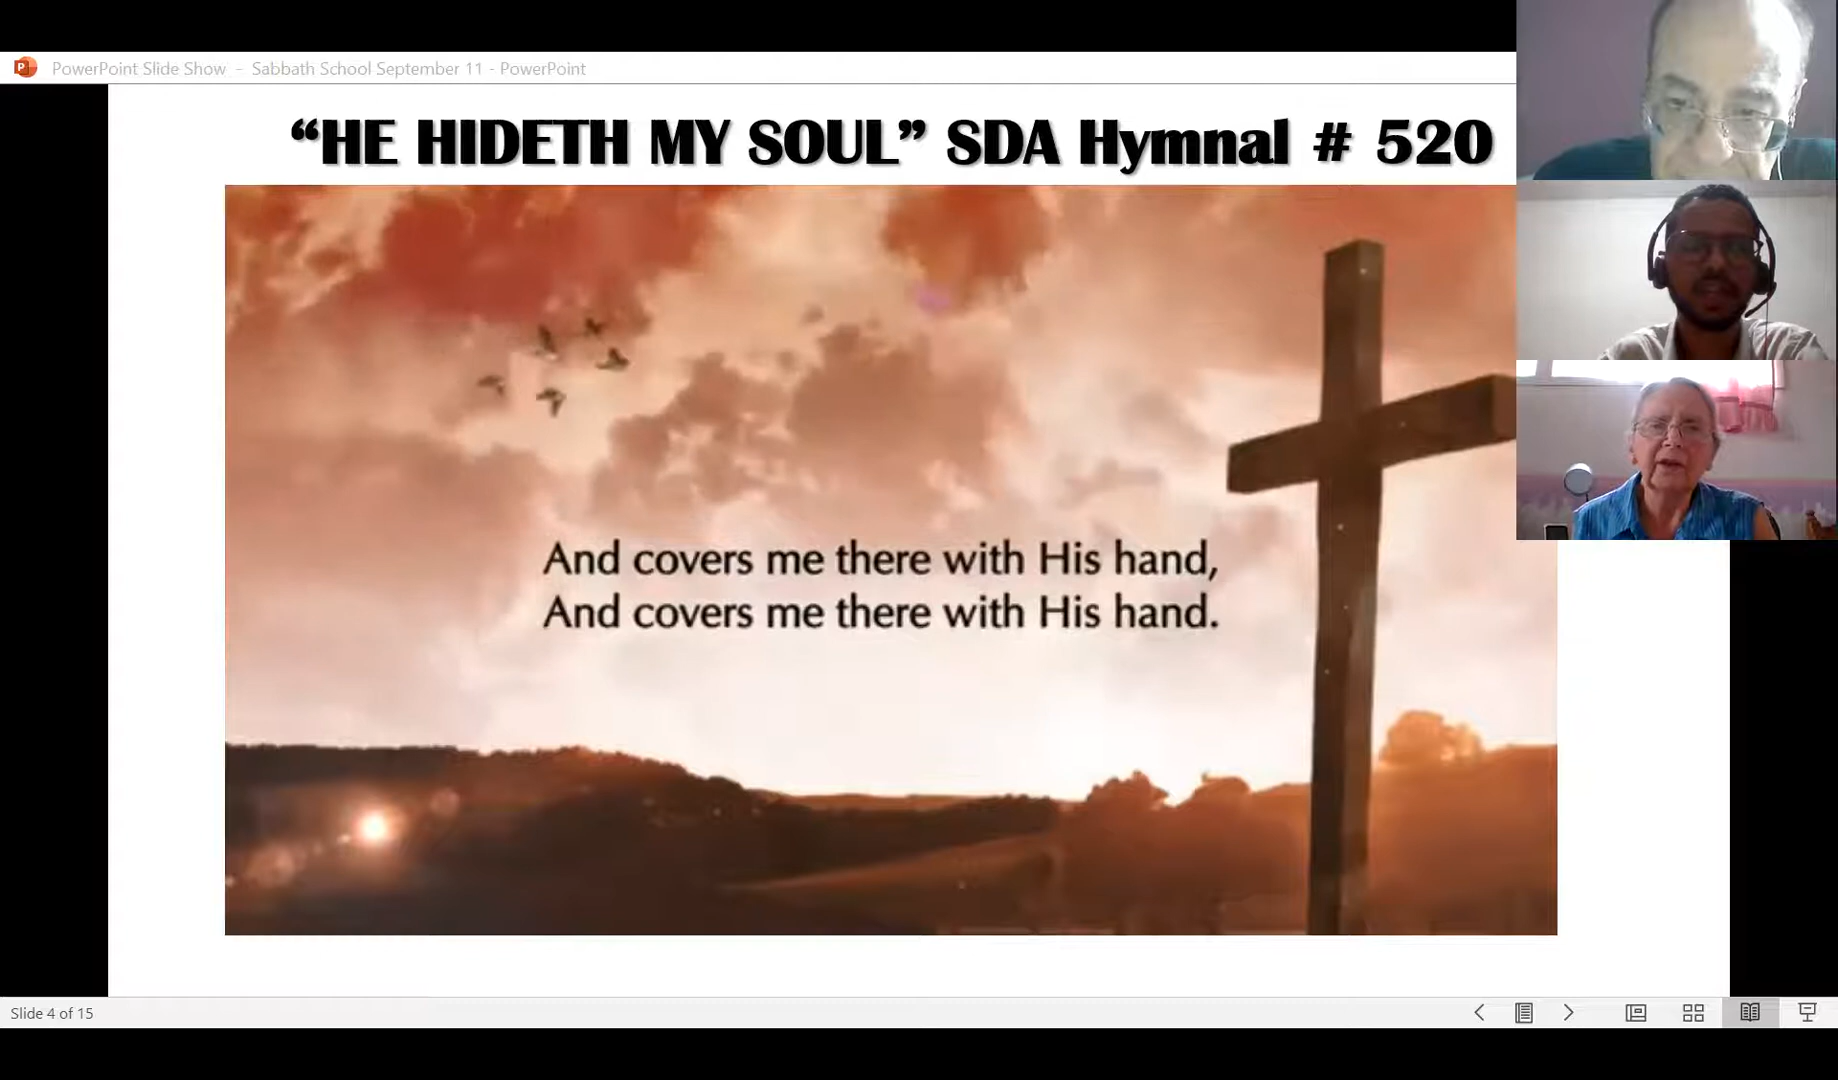 PowerPoint Slide Show - Sabbath School September 11 - PowerPoint
“HE HIDETH MY SOUL” SDA Hymnal # 520
And covers me there with His hand,
And covers me there with His hand.
Slide 4 of 15